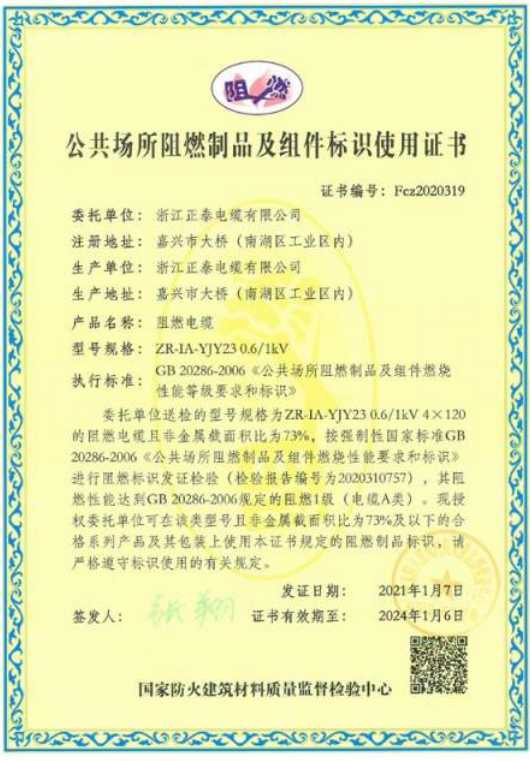 阻燃
公共场所阻燃制品及组件标识使用证书
证书编号：Fcz2020319
委托单位：浙江正泰电缆有限公司
注册地址：嘉兴市大桥（南湖区工业区内）
生产单位：浙江正泰电缆有限公司
生产地址：嘉兴市大桥（南湖区工业区内）
产品名称：阻燃电缆
型号规格：ZR-IA-YJY23 0.6/1kV
执行标准：GB 20286-2006《公共场所阻燃制品及组件燃烧
性能等级要求和标识》
委托单位送检的型号规格为ZR-IA-YJY23 0.6/1kV 4×120
的阻燃电缆且非金属截面积比为73%，按强制性国家标准GB
20286-2006《公共场所阻燃制品及组件燃烧性能要求和标识》
进行阻燃标识发证检验（检验报告编号为2020310757），其阻
燃性能达到GB 20286-2006规定的阻燃1级（电缆A类）。现授
权委托单位可在该类型号且非金属截面积比为73%及以下的合
格系列产品及其包装上使用本证书规定的阻燃制品标识，请
严格遵守标识使用的有关规定。
发证日期：2021年1月7日
签发人：张翔 证书有效期至：2024年1月6日
国家防火建筑材料质量监督检验中心